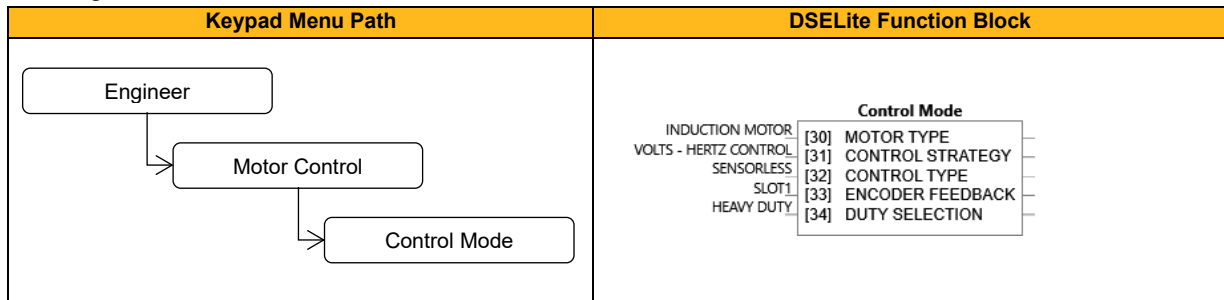 Keypad Menu Path
DSELite Function Block
Engineer
Motor Control
Control Mode
Control Mode
INDUCTION MOTOR [30] MOTOR TYPE
VOLTS - HERTZ CONTROL [31] CONTROL STRATEGY
SENSORLESS [32] CONTROL TYPE
SLOT1 [33] ENCODER FEEDBACK
HEAVY DUTY [34] DUTY SELECTION